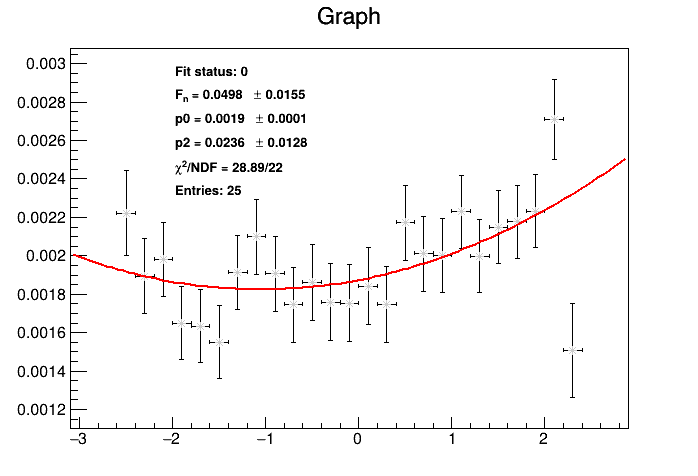 Graph
0.003
Fit status: 0
Fn = 0.0498 ± 0.0155
0.0028
p0 = 0.0019 ± 0.0001
0.0026
p2 = 0.0236 ± 0.0128
χ²/NDF = 28.89/22
0.0024
Entries: 25
0.0022
0.002
0.0018
0.0016
0.0014
0.0012
−3 −2 −1 0 1 2